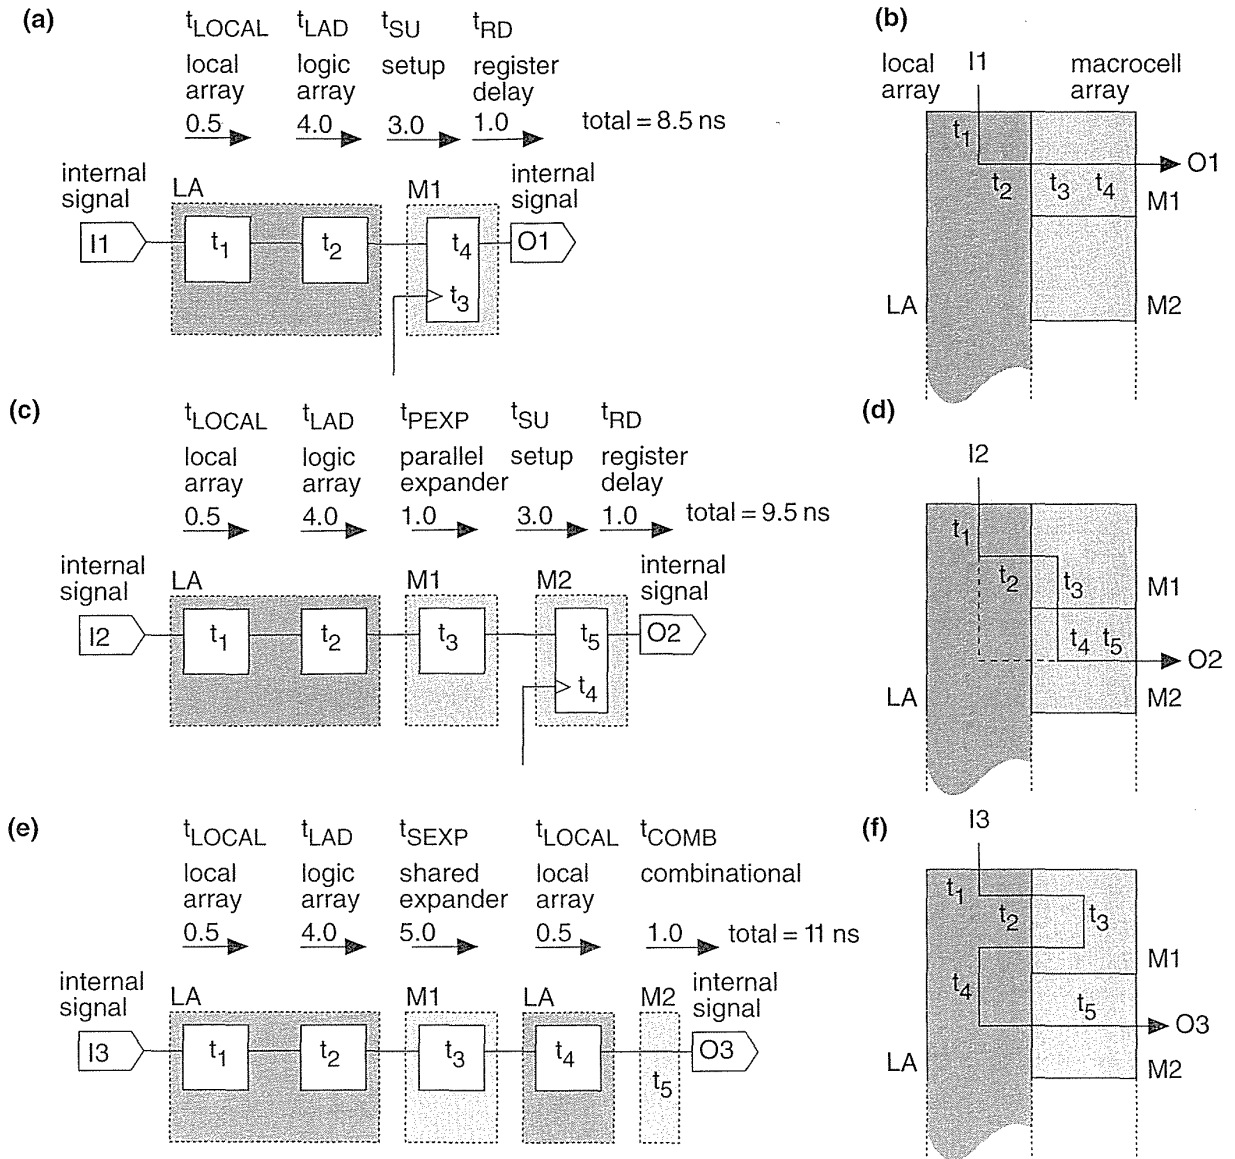 (a)
tLOCAL tLAD tSU tRD
local array logic array setup register delay
0.5 4.0 3.0 1.0 total = 8.5 ns
internal signal LA M1 internal signal
I1 t1 t2 t4 O1
t3
(b)
local array I1 macrocell array
t1
O1
t2 t3 t4
M1
LA M2
(c)
tLOCAL tLAD tPEXP tSU tRD
local array logic array parallel expander setup register delay
0.5 4.0 1.0 3.0 1.0 total = 9.5 ns
internal signal LA M1 M2 internal signal
I2 t1 t2 t3 t5 O2
t4
(d)
I2
t1
t2 t3 M1
t4 t5
O2
LA M2
(e)
tLOCAL tLAD tSEXP tLOCAL tCOMB
local array logic array shared expander local array combinational
0.5 4.0 5.0 0.5 1.0 total = 11 ns
internal signal LA M1 LA M2 internal signal
I3 t1 t2 t3 t4 O3
t5
(f)
I3
t1
t2 t3
M1
t4
t5
O3
LA M2